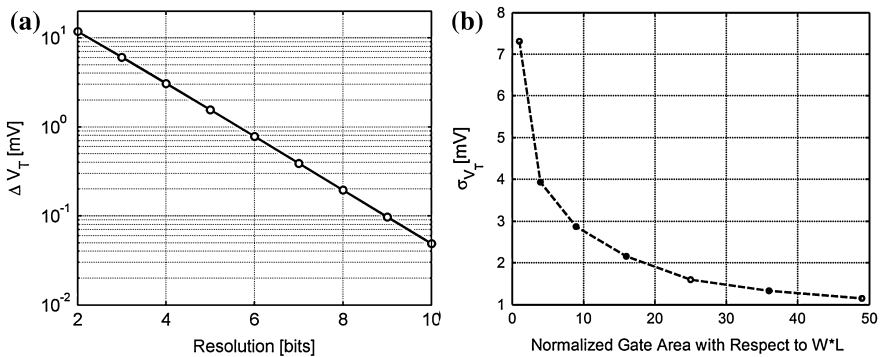 (a)
Δ V_T [mV]
10^1
10^0
10^-1
10^-2
2 4 6 8 10
Resolution [bits]
(b)
σ_V_T [mV]
8
7
6
5
4
3
2
1
0 10 20 30 40 50
Normalized Gate Area with Respect to W*L